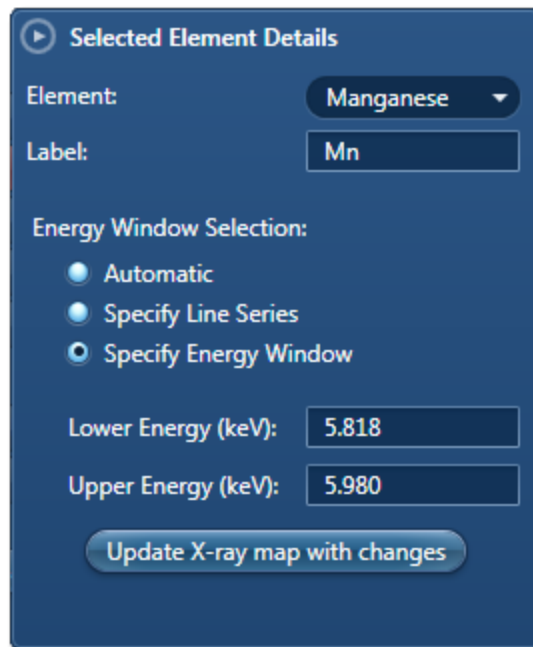 Selected Element Details
Element: Manganese
Label: Mn
Energy Window Selection:
Automatic
Specify Line Series
Specify Energy Window
Lower Energy (keV): 5.818
Upper Energy (keV): 5.980
Update X-ray map with changes